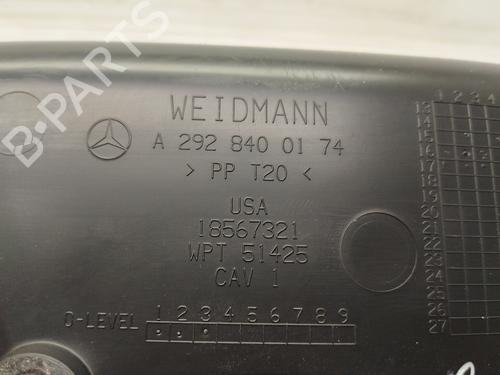 B-PARTS
WEIDMANN
A 292 840 01 74
> PP T20 <
USA
18567321
WPT 51425
CAV 1
1 2 3 4 5 6 7 8 9
O-LEVEL
1 2 3 4
13
14
15
16
17
18
19
20
21
22
23
24
25
26
27